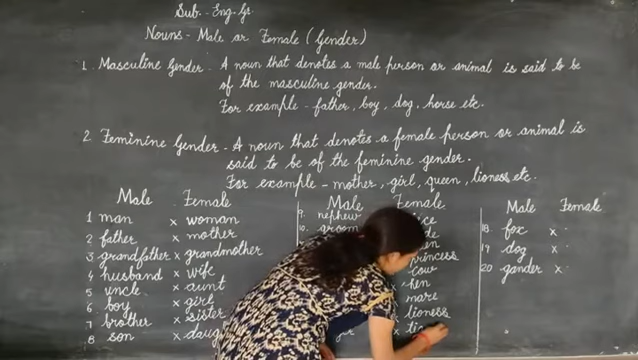 Sub. - Eng - Gr.
Nouns - Male or Female (Gender)
1. Masculine Gender - A noun that denotes a male person or animal is said to be
of the masculine gender.
For example - father, boy, dog, horse etc.
2. Feminine Gender - A noun that denotes a female person or animal is
said to be of the feminine gender.
For example - mother, girl, queen, lioness etc.
Male Female
1 man x woman
2 father x mother
3 grandfather x grandmother
4 husband x wife
5 uncle x aunt
6 boy x girl
7 brother x sister
8 son x daug
Male Female
9. nephew
10. groom
princess
cow
hen
mare
lioness
x
Male Female
18. fox x
19 dog x
20 gander x